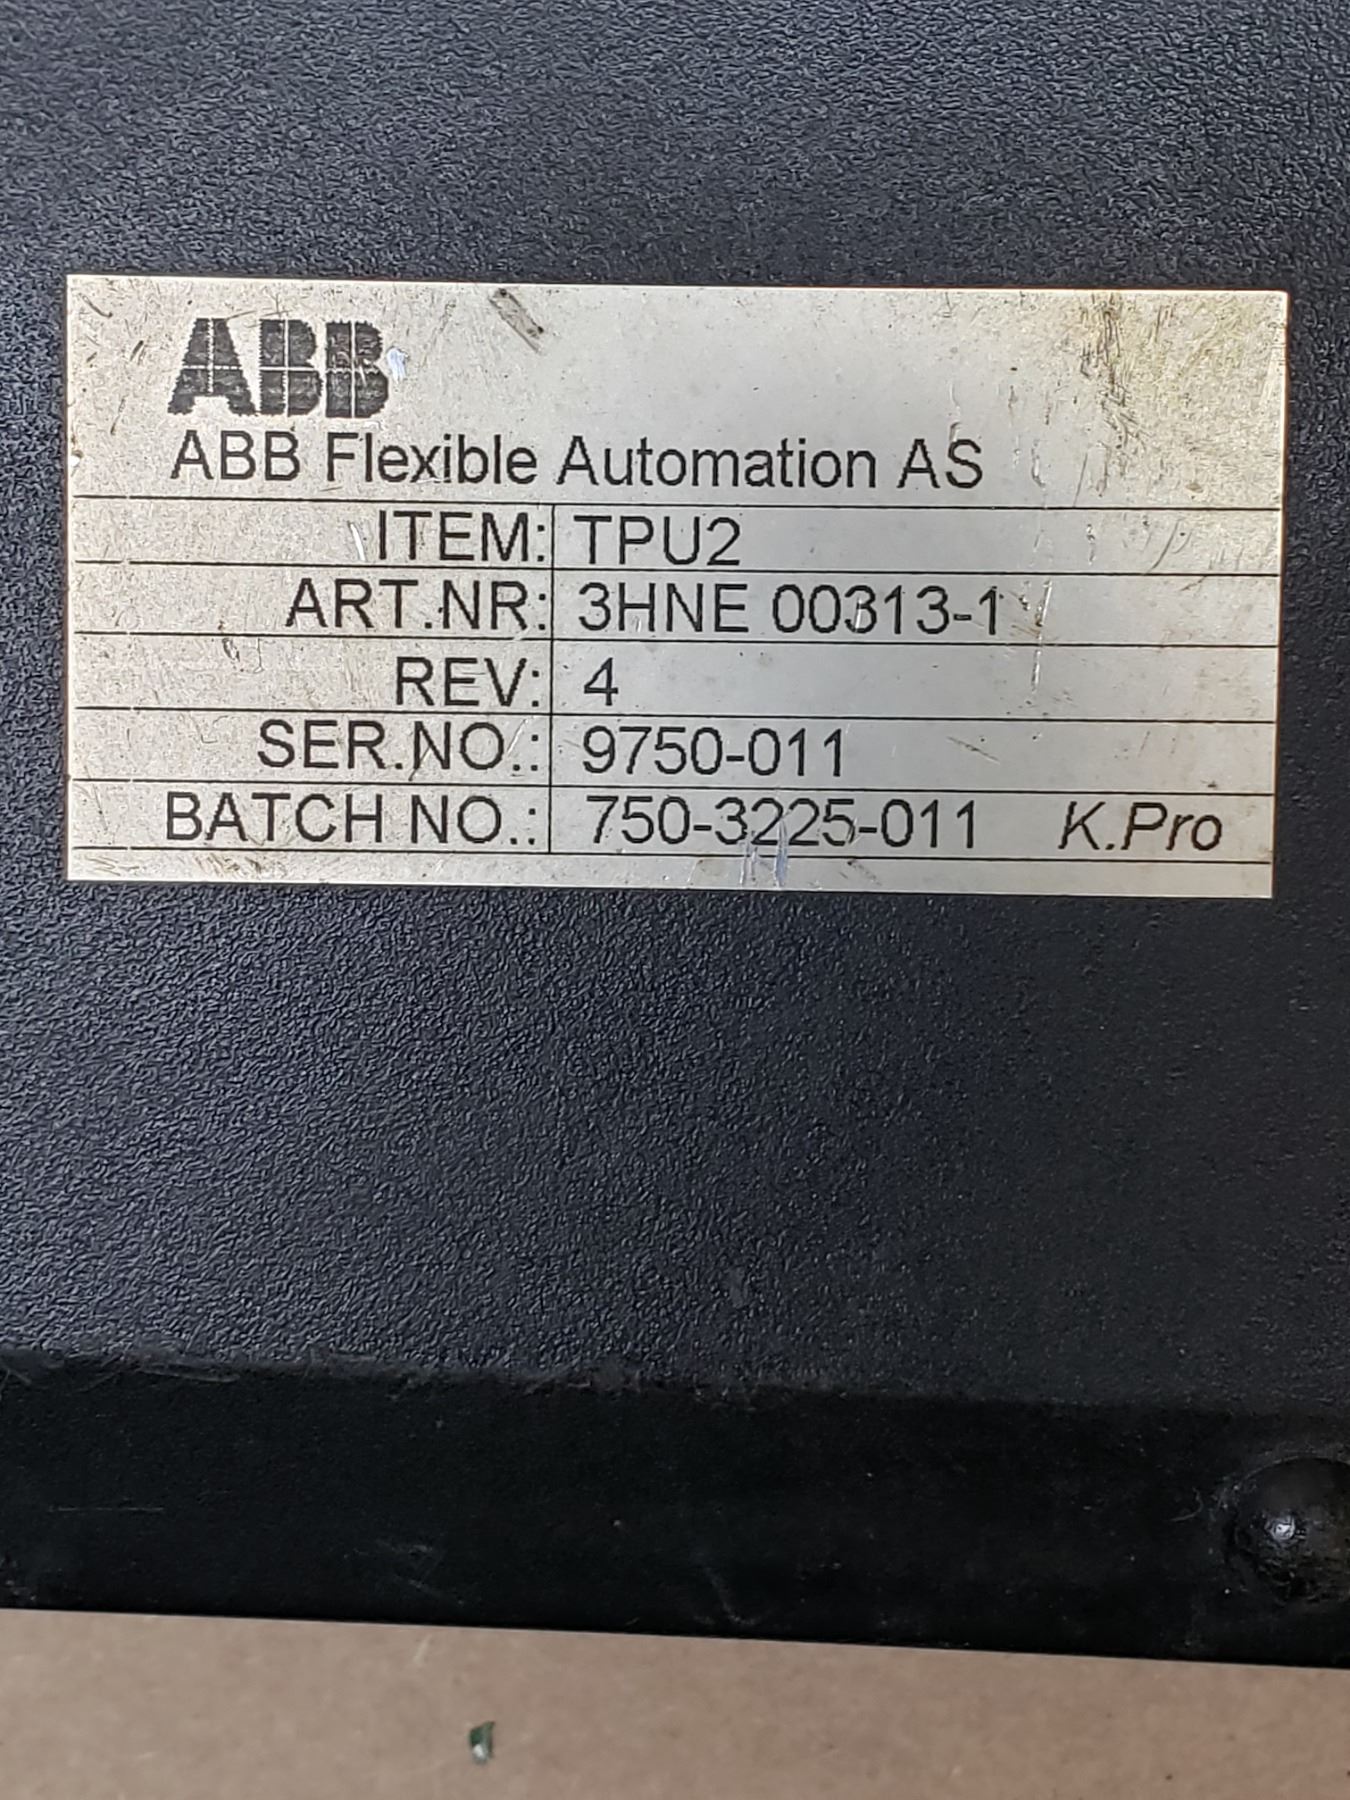 ABB
ABB Flexible Automation AS
ITEM: TPU2
ART.NR: 3HNE 00313-1
REV: 4
SER.NO.: 9750-011
BATCH NO.: 750-3225-011 K.Pro